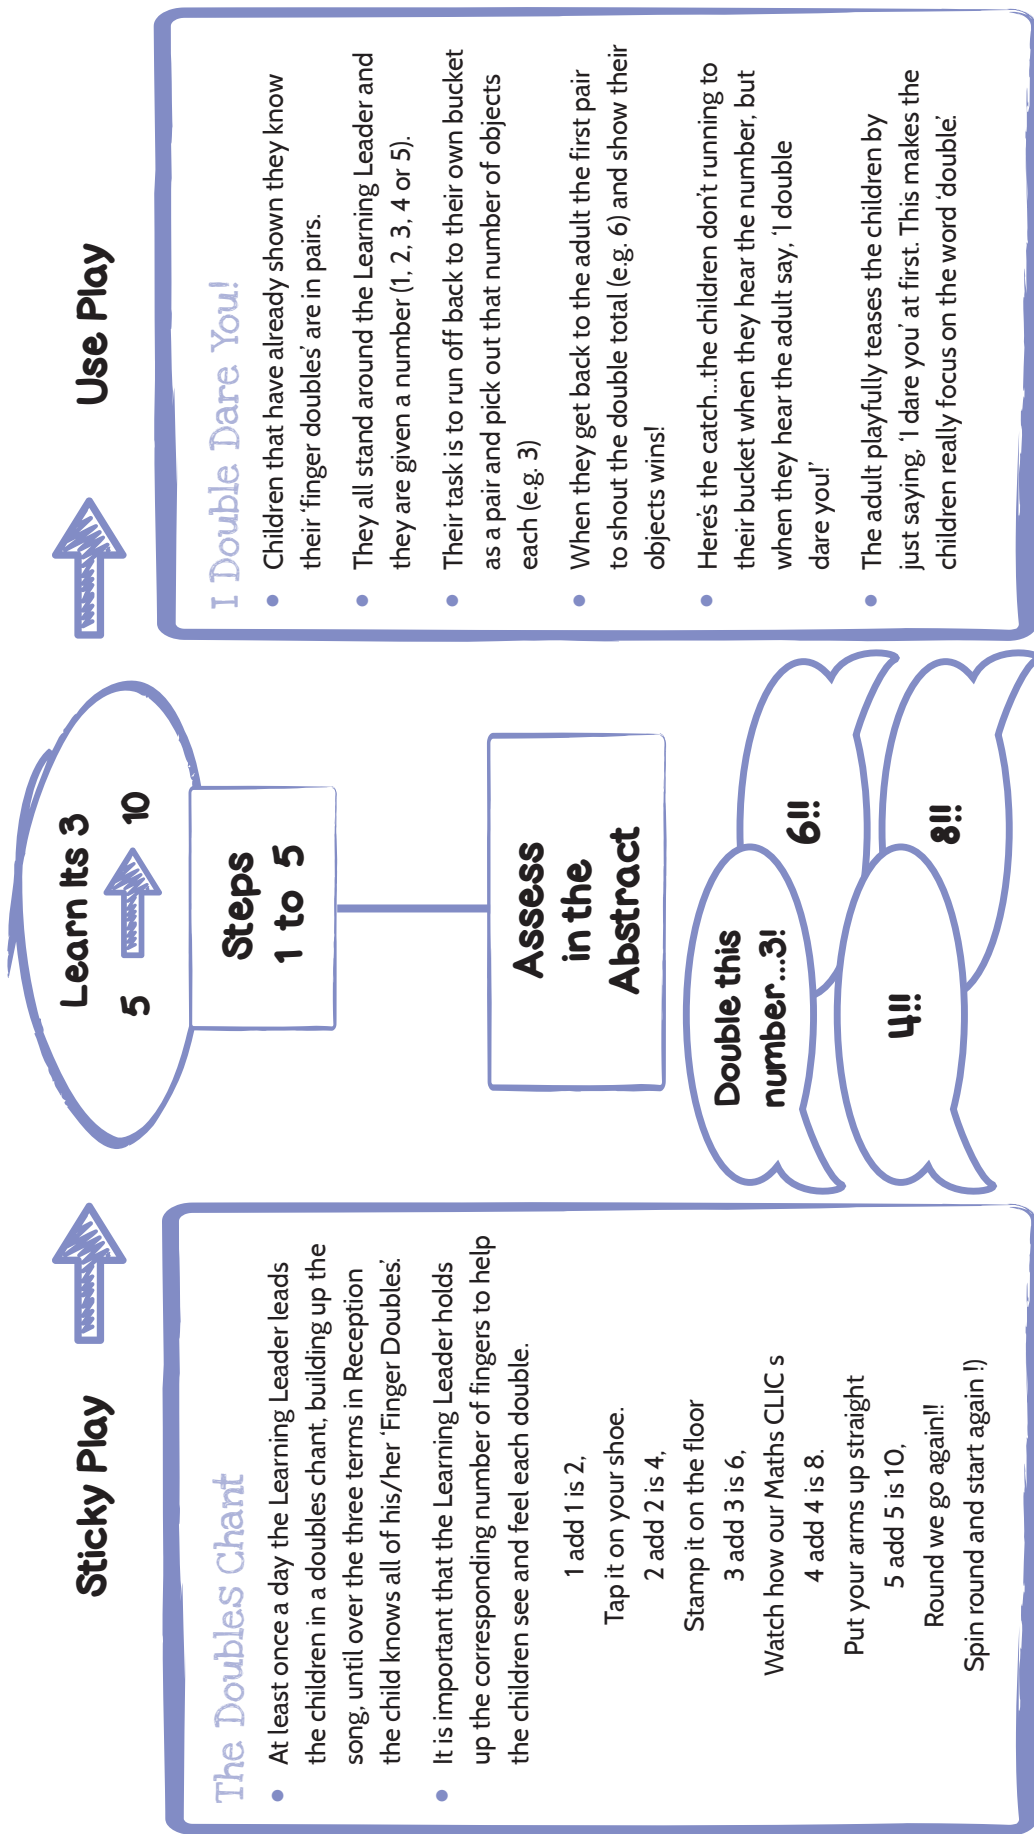 Sticky Play
The Doubles Chant
• At least once a day the Learning Leader leads
the children in a doubles chant, building up the
song, until over the three terms in Reception
the child knows all of his/her ‘Finger Doubles’.
• It is important that the Learning Leader holds
up the corresponding number of fingers to help
the children see and feel each double.
1 add 1 is 2,
Tap it on your shoe.
2 add 2 is 4,
Stamp it on the floor
3 add 3 is 6,
Watch how our Maths CLIC s
4 add 4 is 8.
Put your arms up straight
5 add 5 is 10,
Round we go again!!
Spin round and start again !)
Learn Its 3
5 10
Steps
1 to 5
Assess
in the
Abstract
Double this
number...3!
6!!
4!!
8!!
Use Play
I Double Dare You!
• Children that have already shown they know
their ‘finger doubles’ are in pairs.
• They all stand around the Learning Leader and
they are given a number (1, 2, 3, 4 or 5).
• Their task is to run off back to their own bucket
as a pair and pick out that number of objects
each (e.g. 3)
• When they get back to the adult the first pair
to shout the double total (e.g. 6) and show their
objects wins!
• Here’s the catch...the children don’t running to
their bucket when they hear the number, but
when they hear the adult say, ‘I double
dare you!’
• The adult playfully teases the children by
just saying, ‘I dare you’ at first. This makes the
children really focus on the word ‘double’.